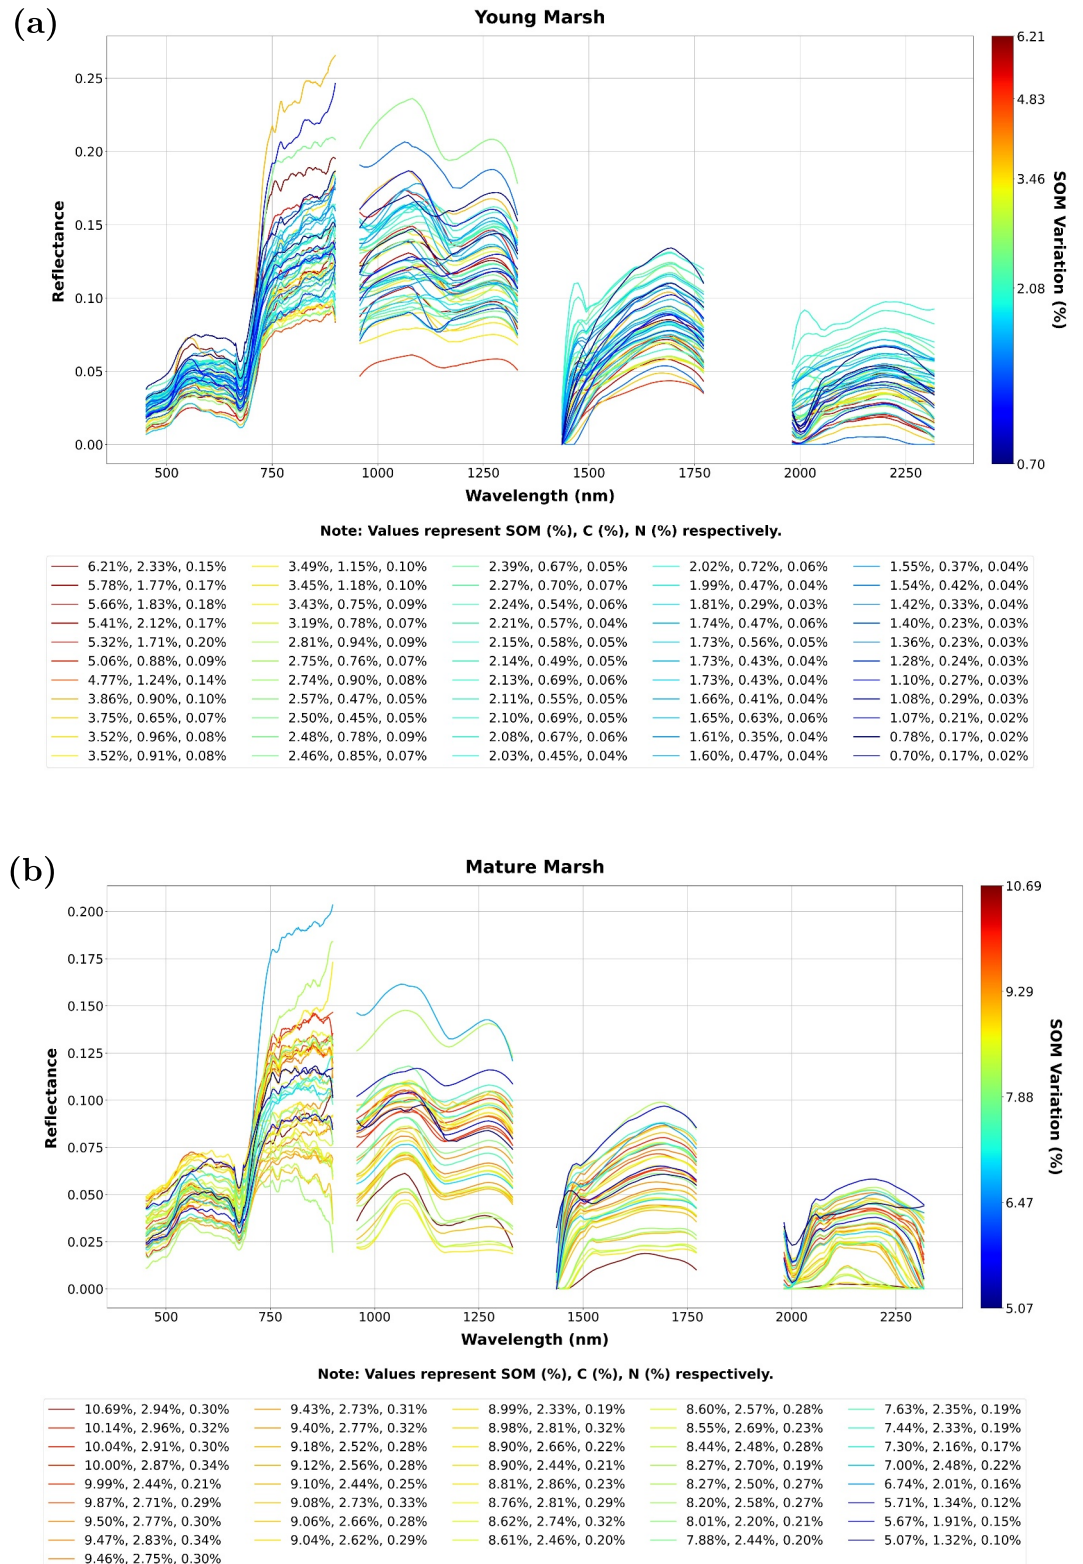 (a)
Young Marsh
Reflectance
0.25
0.20
0.15
0.10
0.05
0.00
500 750 1000 1250 1500 1750 2000 2250
Wavelength (nm)
6.21
4.83
3.46
2.08
0.70
SOM Variation (%)
Note: Values represent SOM (%), C (%), N (%) respectively.
6.21%, 2.33%, 0.15% 3.49%, 1.15%, 0.10% 2.39%, 0.67%, 0.05% 2.02%, 0.72%, 0.06% 1.55%, 0.37%, 0.04%
5.78%, 1.77%, 0.17% 3.45%, 1.18%, 0.10% 2.27%, 0.70%, 0.07% 1.99%, 0.47%, 0.04% 1.54%, 0.42%, 0.04%
5.66%, 1.83%, 0.18% 3.43%, 0.75%, 0.09% 2.24%, 0.54%, 0.06% 1.81%, 0.29%, 0.03% 1.42%, 0.33%, 0.04%
5.41%, 2.12%, 0.17% 3.19%, 0.78%, 0.07% 2.21%, 0.57%, 0.04% 1.74%, 0.47%, 0.06% 1.40%, 0.23%, 0.03%
5.32%, 1.71%, 0.20% 2.81%, 0.94%, 0.09% 2.15%, 0.58%, 0.05% 1.73%, 0.56%, 0.05% 1.36%, 0.23%, 0.03%
5.06%, 0.88%, 0.09% 2.75%, 0.76%, 0.07% 2.14%, 0.49%, 0.05% 1.73%, 0.43%, 0.04% 1.28%, 0.24%, 0.03%
4.77%, 1.24%, 0.14% 2.74%, 0.90%, 0.08% 2.13%, 0.69%, 0.06% 1.73%, 0.43%, 0.04% 1.10%, 0.27%, 0.03%
3.86%, 0.90%, 0.10% 2.57%, 0.47%, 0.05% 2.11%, 0.55%, 0.05% 1.66%, 0.41%, 0.04% 1.08%, 0.29%, 0.03%
3.75%, 0.65%, 0.07% 2.50%, 0.45%, 0.05% 2.10%, 0.69%, 0.05% 1.65%, 0.63%, 0.06% 1.07%, 0.21%, 0.02%
3.52%, 0.96%, 0.08% 2.48%, 0.78%, 0.09% 2.08%, 0.67%, 0.06% 1.61%, 0.35%, 0.04% 0.78%, 0.17%, 0.02%
3.52%, 0.91%, 0.08% 2.46%, 0.85%, 0.07% 2.03%, 0.45%, 0.04% 1.60%, 0.47%, 0.04% 0.70%, 0.17%, 0.02%
(b)
Mature Marsh
Reflectance
0.200
0.175
0.150
0.125
0.100
0.075
0.050
0.025
0.000
500 750 1000 1250 1500 1750 2000 2250
Wavelength (nm)
10.69
9.29
7.88
6.47
5.07
SOM Variation (%)
Note: Values represent SOM (%), C (%), N (%) respectively.
10.69%, 2.94%, 0.30% 9.43%, 2.73%, 0.31% 8.99%, 2.33%, 0.19% 8.60%, 2.57%, 0.28% 7.63%, 2.35%, 0.19%
10.14%, 2.96%, 0.32% 9.40%, 2.77%, 0.32% 8.98%, 2.81%, 0.32% 8.55%, 2.69%, 0.23% 7.44%, 2.33%, 0.19%
10.04%, 2.91%, 0.30% 9.18%, 2.52%, 0.28% 8.90%, 2.66%, 0.22% 8.44%, 2.48%, 0.28% 7.30%, 2.16%, 0.17%
10.00%, 2.87%, 0.34% 9.12%, 2.56%, 0.28% 8.90%, 2.44%, 0.21% 8.27%, 2.70%, 0.19% 7.00%, 2.48%, 0.22%
9.99%, 2.44%, 0.21% 9.10%, 2.44%, 0.25% 8.81%, 2.86%, 0.23% 8.27%, 2.50%, 0.27% 6.74%, 2.01%, 0.16%
9.87%, 2.71%, 0.29% 9.08%, 2.73%, 0.33% 8.76%, 2.81%, 0.29% 8.20%, 2.58%, 0.27% 5.71%, 1.34%, 0.12%
9.50%, 2.77%, 0.30% 9.06%, 2.66%, 0.28% 8.62%, 2.74%, 0.32% 8.01%, 2.20%, 0.21% 5.67%, 1.91%, 0.15%
9.47%, 2.83%, 0.34% 9.04%, 2.62%, 0.29% 8.61%, 2.46%, 0.20% 7.88%, 2.44%, 0.20% 5.07%, 1.32%, 0.10%
9.46%, 2.75%, 0.30%